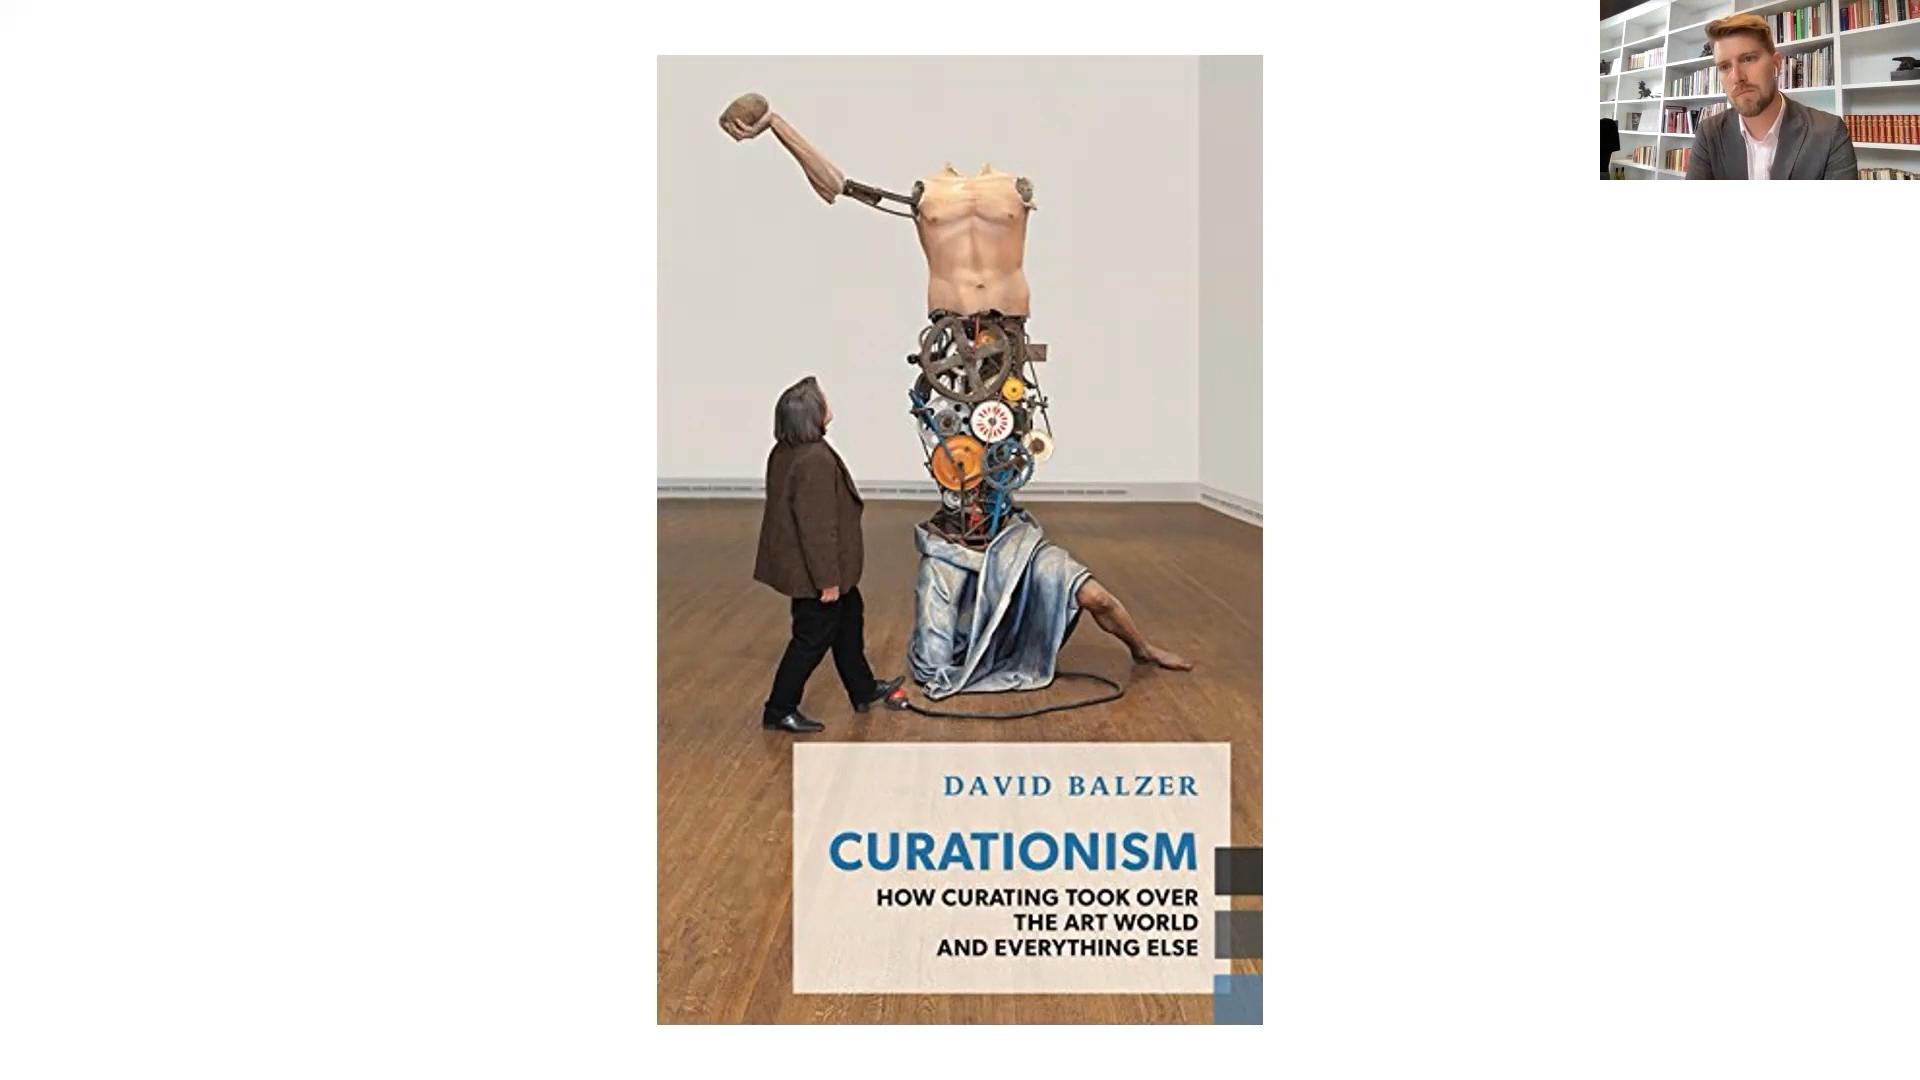 DAVID BALZER
CURATIONISM
HOW CURATING TOOK OVER
THE ART WORLD
AND EVERYTHING ELSE